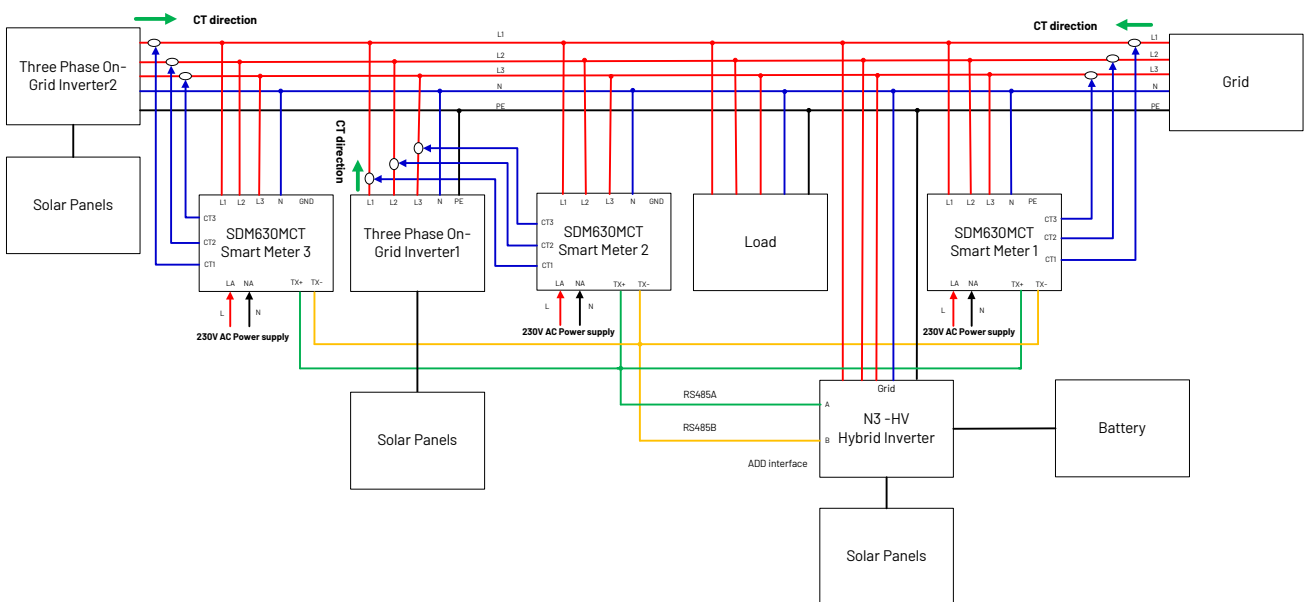 CT direction
CT direction
L1
L2
L3
N
PE
L1
L2
L3
N
PE
Three Phase On-
Grid Inverter2
Grid
CT direction
Solar Panels
L1 L2 L3 N GND
CT3
SDM630MCT
Smart Meter 3
CT2
CT1
LA NA TX+ TX-
L N
230V AC Power supply
L1 L2 L3 N PE
Three Phase On-
Grid Inverter1
L1 L2 L3 N GND
CT3
SDM630MCT
Smart Meter 2
CT2
CT1
LA NA TX+ TX-
L N
230V AC Power supply
Load
L1 L2 L3 N PE
CT3
SDM630MCT
Smart Meter 1
CT2
CT1
LA NA TX+ TX-
L N
230V AC Power supply
Solar Panels
RS485A
RS485B
ADD interface
Grid
A
N3 -HV
Hybrid Inverter
B
Battery
Solar Panels